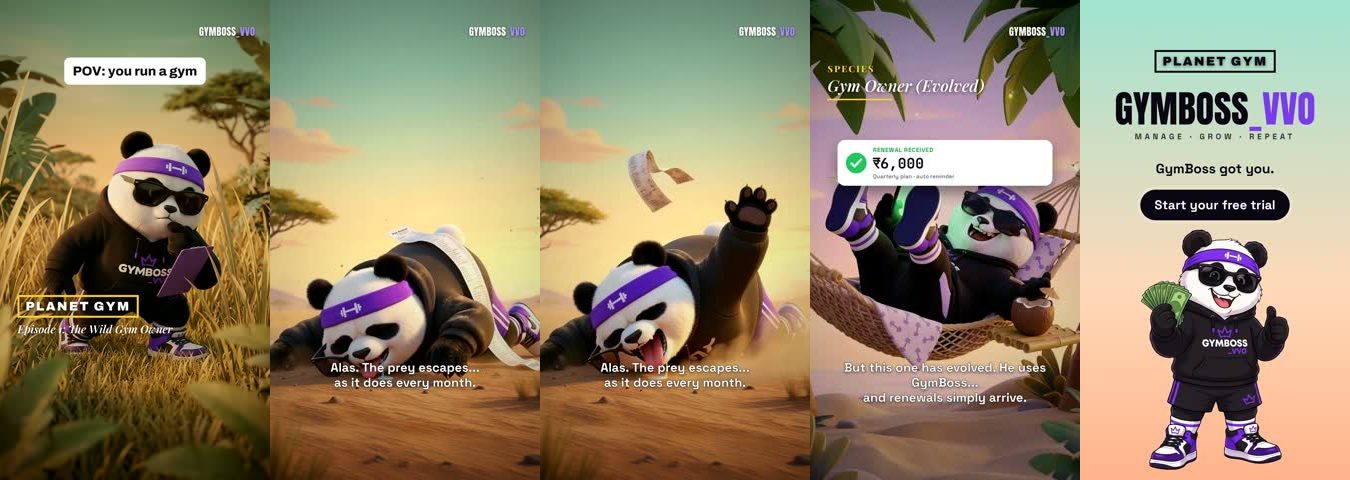 GYMBOSS_VVO
POV: you run a gym
GYMBOSS
PLANET GYM
Episode 1: The Wild Gym Owner
GYMBOSS_VVO
Alas. The prey escapes...
as it does every month.
GYMBOSS_VVO
Alas. The prey escapes...
as it does every month.
GYMBOSS_VVO
SPECIES
Gym Owner (Evolved)
RENEWAL RECEIVED
₹6,000
Quarterly plan · auto reminder
But this one has evolved. He uses
GymBoss...
and renewals simply arrive.
PLANET GYM
GYMBOSS_VVO
MANAGE · GROW · REPEAT
GymBoss got you.
Start your free trial
GYMBOSS
_VVO